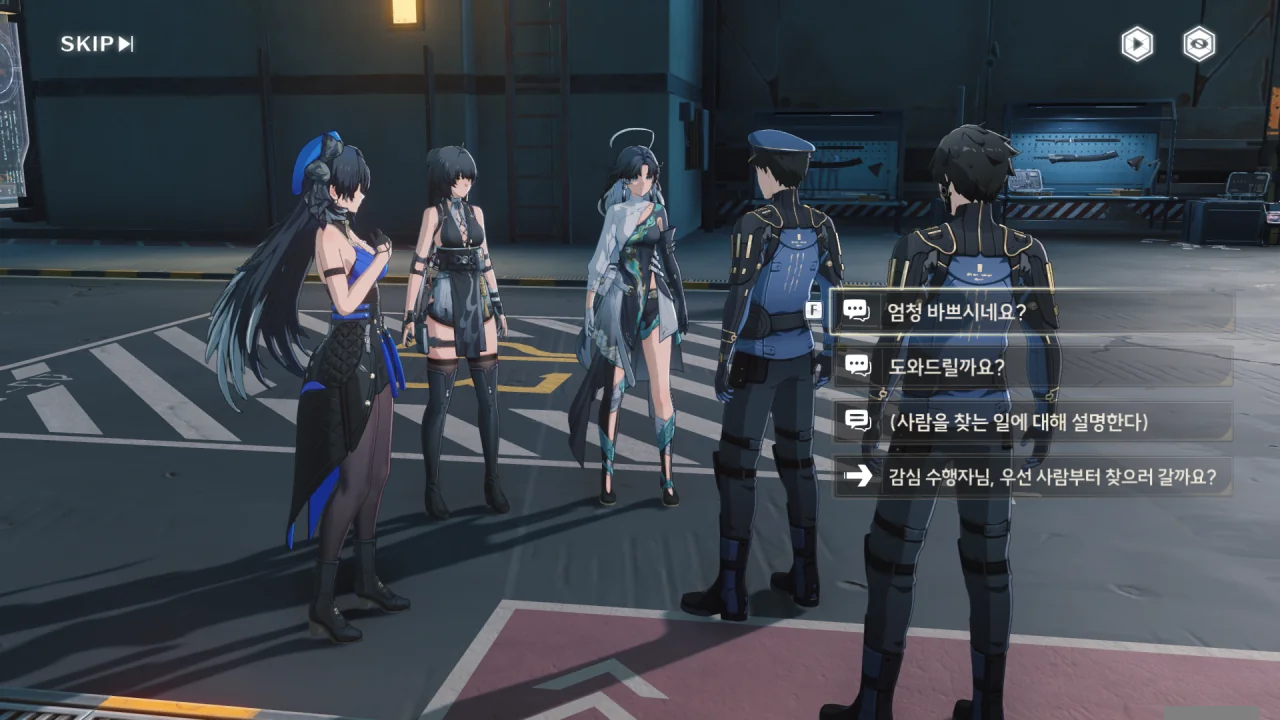 SKIP
F
엄청 바쁘시네요?
도와드릴까요?
(사람을 찾는 일에 대해 설명한다)
감심 수행자님, 우선 사람부터 찾으러 갈까요?